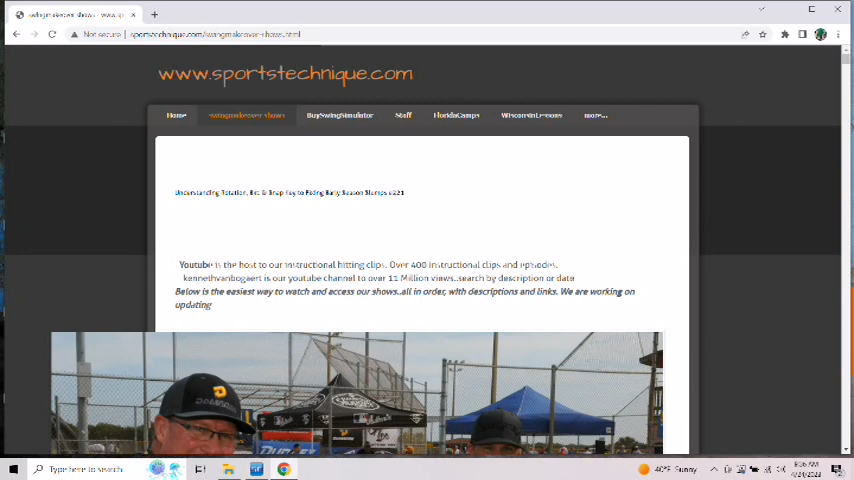 swingmakeover-shows - www.sp
Not secure | sportstechnique.com/swingmakeover-shows.html
www.sportstechnique.com
Home swingmakeover-shows BuySwingSimulator Staff FloridaCamps WisconsinLessons more...
Understanding Rotation, Bat & Snap Key to Fixing Early Season Slumps #221
Youtube is the host to our instructional hitting clips. Over 400 instructional clips and episodes.
kennethvanbogaert is our youtube channel to over 11 Million views..search by description or date
Below is the easiest way to watch and access our shows..all in order, with descriptions and links. We are working on
updating
DEMARINI
Type here to search
40°F Sunny